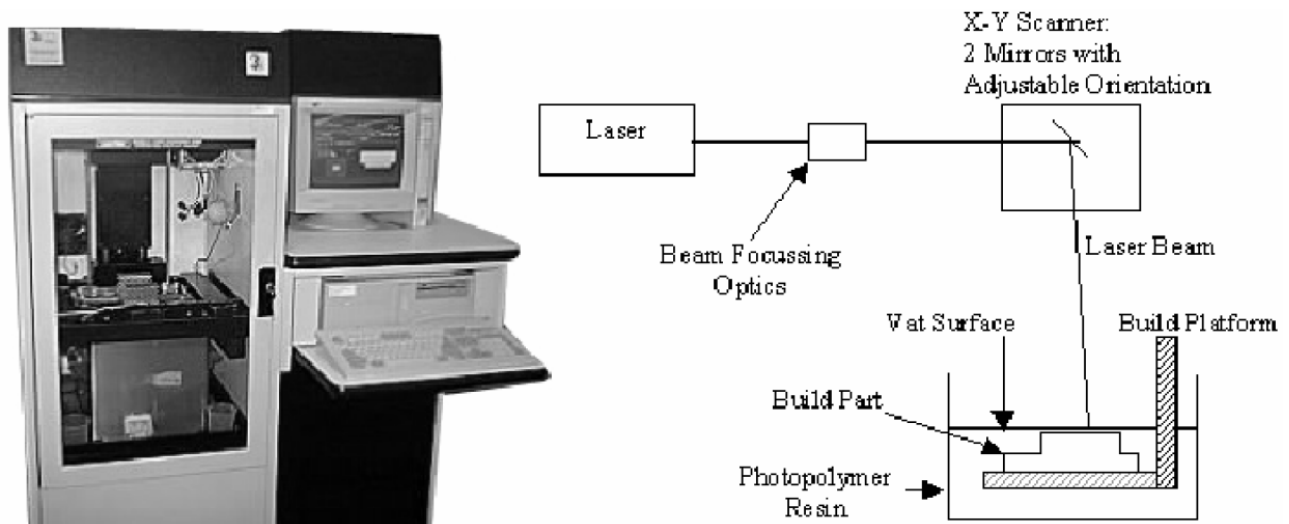 X-Y Scanner:
2 Mirrors with
Adjustable Orientation
Laser
Beam Focussing
Optics
Laser Beam
Vat Surface
Build Platform
Build Part
Photopolymer
Resin